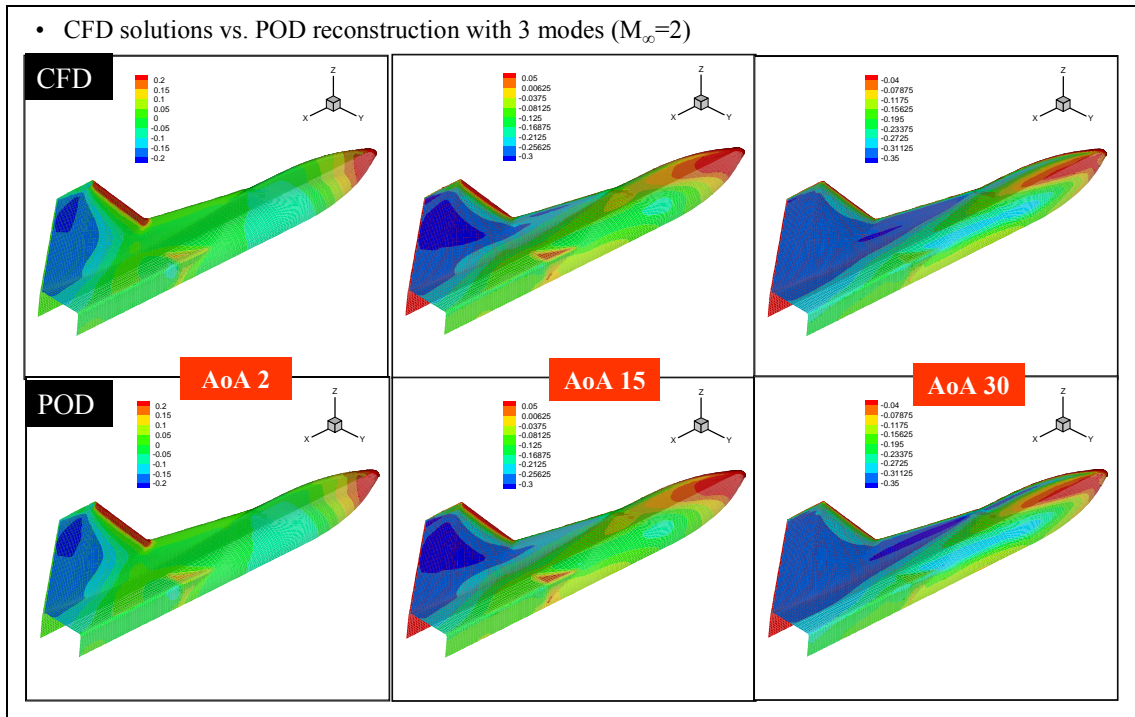 • CFD solutions vs. POD reconstruction with 3 modes (M∞=2)
CFD
0.2
0.15
0.1
0.05
0
-0.05
-0.1
-0.15
-0.2
Z
X
Y
0.05
0.00625
-0.0375
-0.08125
-0.125
-0.16875
-0.2125
-0.25625
-0.3
Z
X
Y
-0.04
-0.07875
-0.1175
-0.15625
-0.195
-0.23375
-0.2725
-0.31125
-0.35
Z
X
Y
AoA 2
AoA 15
AoA 30
POD
0.2
0.15
0.1
0.05
0
-0.05
-0.1
-0.15
-0.2
Z
X
Y
0.05
0.00625
-0.0375
-0.08125
-0.125
-0.16875
-0.2125
-0.25625
-0.3
Z
X
Y
-0.04
-0.07875
-0.1175
-0.15625
-0.195
-0.23375
-0.2725
-0.31125
-0.35
Z
X
Y